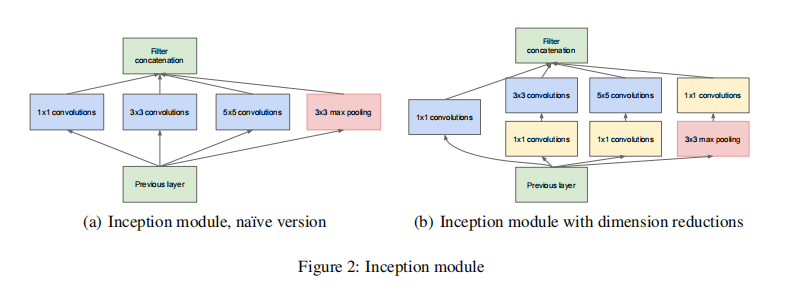 Filter
concatenation
1x1 convolutions
3x3 convolutions
5x5 convolutions
3x3 max pooling
Previous layer
(a) Inception module, naïve version
Filter
concatenation
3x3 convolutions
5x5 convolutions
1x1 convolutions
1x1 convolutions
1x1 convolutions
1x1 convolutions
3x3 max pooling
Previous layer
(b) Inception module with dimension reductions
Figure 2: Inception module